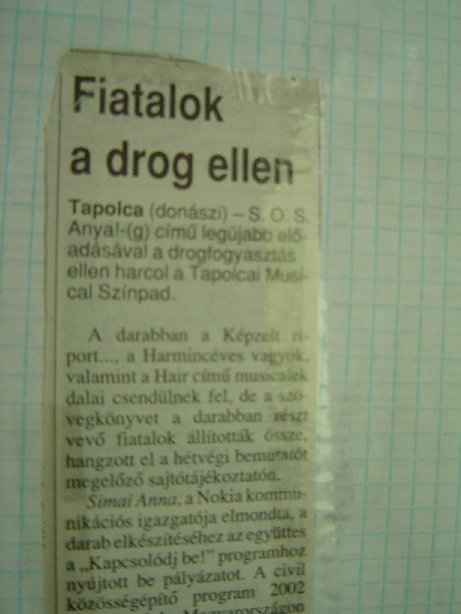 Fiatalok
a drog ellen
Tapolca (donászi) – S. O. S.
Anya!-(g) című legújabb elő-
adásával a drogfogyasztás
ellen harcol a Tapolcai Musi-
cal Színpad.
A darabban a Képzelt ri-
port..., a Harmincéves vagyok,
valamint a Hair című musicalek
dalai csendülnek fel, de a szö-
vegkönyvet a darabban részt
vevő fiatalok állították össze,
hangzott el a hétvégi bemutatót
megelőző sajtótájékoztatón.
Simai Anna, a Nokia kommu-
nikációs igazgatója elmondta, a
darab elkészítéséhez az együttes
a „Kapcsolódj be!” programhoz
nyújtott be pályázatot. A civil
közösségépítő program 2002
Magyarországon